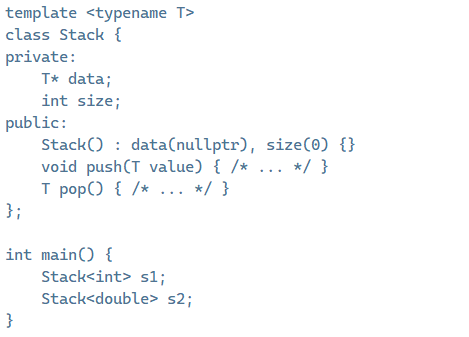 template <typename T>
class Stack {
private:
    T* data;
    int size;
public:
    Stack() : data(nullptr), size(0) {}
    void push(T value) { /* ... */ }
    T pop() { /* ... */ }
};

int main() {
    Stack<int> s1;
    Stack<double> s2;
}